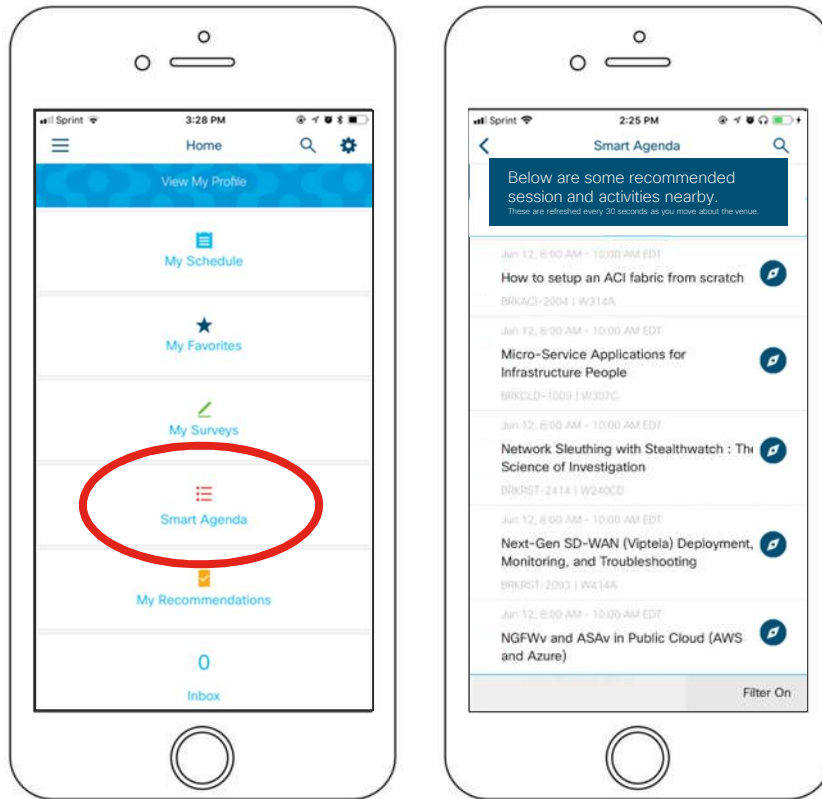 Sprint
3:28 PM
Home
View My Profile
My Schedule
My Favorites
My Surveys
Smart Agenda
My Recommendations
0
Inbox
Sprint
2:25 PM
Smart Agenda
Below are some recommended
session and activities nearby.
These are refreshed every 30 seconds as you move about the venue.
Jun 12, 8:00 AM - 10:00 AM EDT
How to setup an ACI fabric from scratch
BRKACI-2004 | W314A
Jun 12, 8:00 AM - 10:00 AM EDT
Micro-Service Applications for
Infrastructure People
BRKCLD-1009 | W307C
Jun 12, 8:00 AM - 10:00 AM EDT
Network Sleuthing with Stealthwatch : The
Science of Investigation
BRKRST-2414 | W240CD
Jun 12, 8:00 AM - 10:00 AM EDT
Next-Gen SD-WAN (Viptela) Deployment,
Monitoring, and Troubleshooting
BRKRST-2093 | W414A
Jun 12, 8:00 AM - 10:00 AM EDT
NGFWv and ASAv in Public Cloud (AWS
and Azure)
Filter On